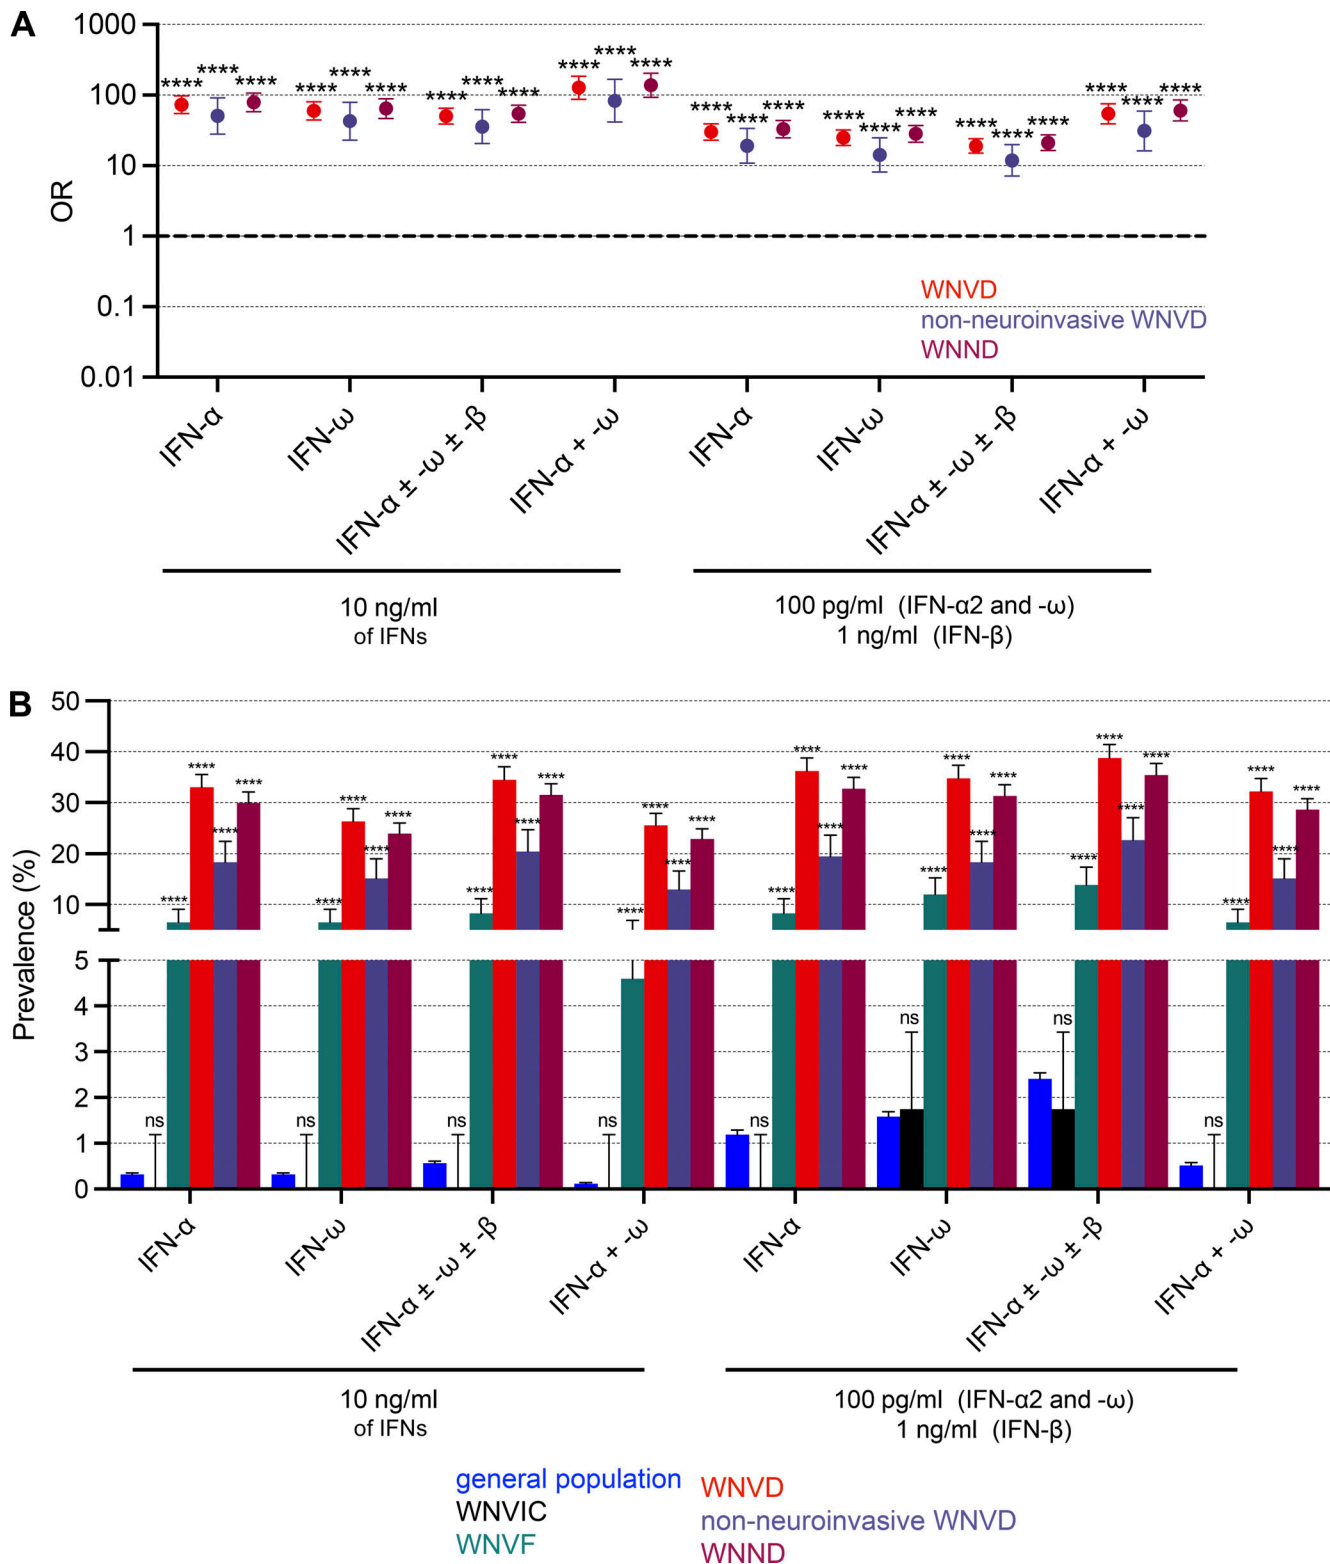 A
1000
100
10
1
0.1
0.01
OR
**** **** **** **** **** **** **** **** **** **** **** ****
**** **** **** **** **** **** **** **** **** **** **** ****
WNVD
non-neuroinvasive WNVD
WNND
IFN-α IFN-ω IFN-α ± -ω ± -β IFN-α + -ω IFN-α IFN-ω IFN-α ± -ω ± -β IFN-α + -ω
10 ng/ml
of IFNs
100 pg/ml (IFN-α2 and -ω)
1 ng/ml (IFN-β)
B
50
40
30
20
10
5
4
3
2
1
0
Prevalence (%)
ns **** **** **** ****
ns **** **** **** ****
ns **** **** **** ****
ns **** **** **** ****
ns **** **** **** ****
ns **** **** **** ****
ns **** **** **** ****
ns **** **** **** ****
IFN-α IFN-ω IFN-α ± -ω ± -β IFN-α + -ω IFN-α IFN-ω IFN-α ± -ω ± -β IFN-α + -ω
10 ng/ml
of IFNs
100 pg/ml (IFN-α2 and -ω)
1 ng/ml (IFN-β)
general population
WNVIC
WNVF
WNVD
non-neuroinvasive WNVD
WNND